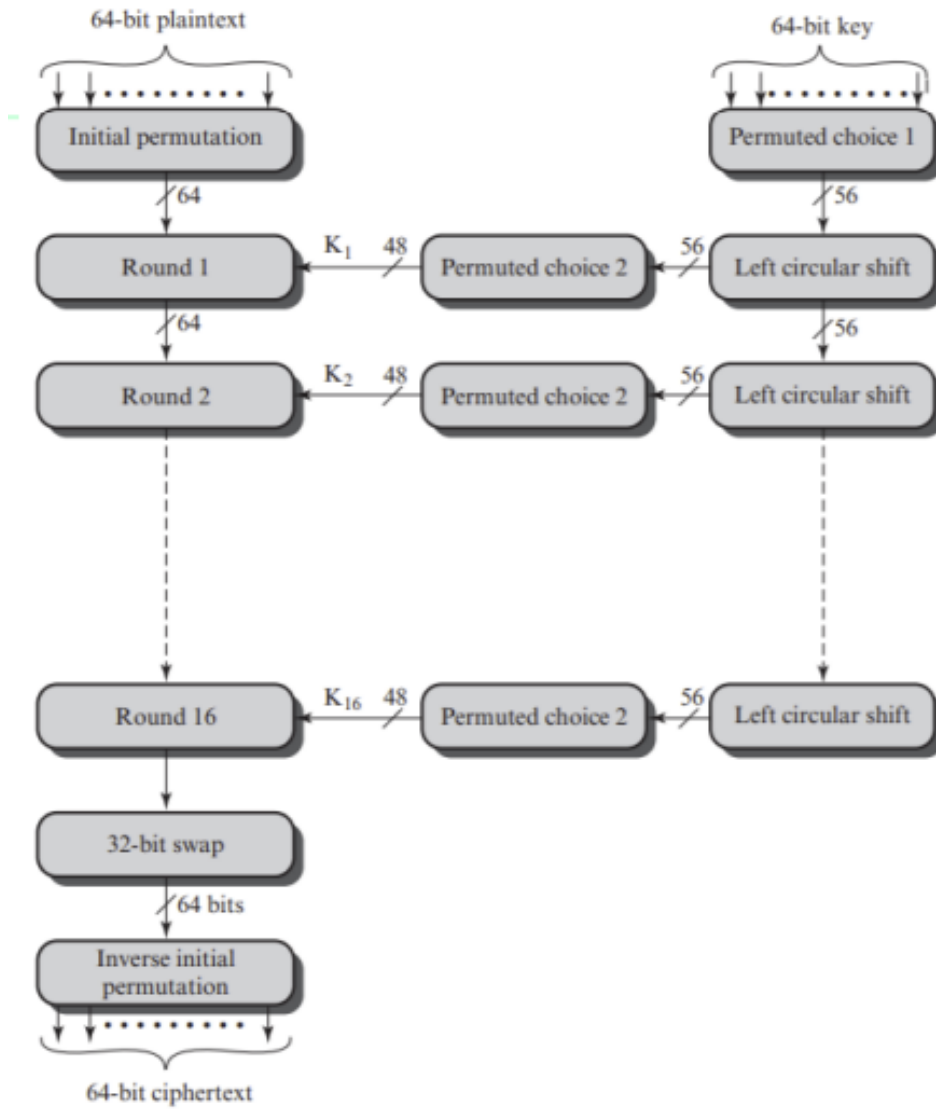 64-bit plaintext
64-bit key
Initial permutation
Permuted choice 1
64
56
Round 1
K1
48
Permuted choice 2
56
Left circular shift
64
56
Round 2
K2
48
Permuted choice 2
56
Left circular shift
Round 16
K16
48
Permuted choice 2
56
Left circular shift
32-bit swap
64 bits
Inverse initial
permutation
64-bit ciphertext